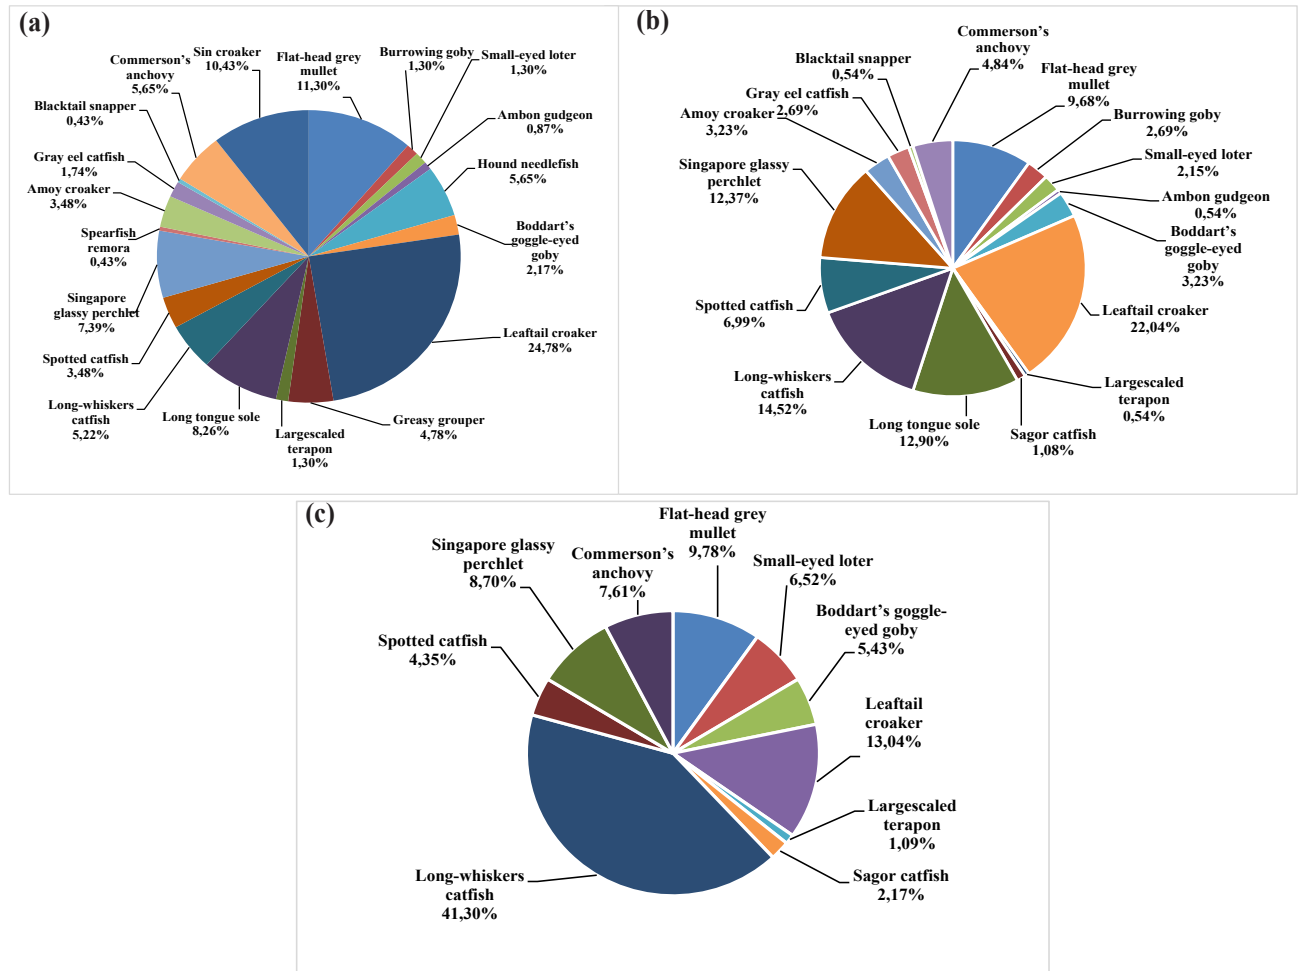 (a)
Sin croaker
10,43%
Flat-head grey
mullet
11,30%
Burrowing goby
1,30%
Small-eyed loter
1,30%
Ambon gudgeon
0,87%
Hound needlefish
5,65%
Boddart's
goggle-eyed
goby
2,17%
Leaftail croaker
24,78%
Greasy grouper
4,78%
Largescaled
terapon
1,30%
Long tongue sole
8,26%
Long-whiskers
catfish
5,22%
Spotted catfish
3,48%
Singapore
glassy perchlet
7,39%
Spearfish
remora
0,43%
Amoy croaker
3,48%
Gray eel catfish
1,74%
Blacktail snapper
0,43%
Commerson's
anchovy
5,65%
(b)
Commerson's
anchovy
4,84%
Flat-head grey
mullet
9,68%
Burrowing goby
2,69%
Small-eyed loter
2,15%
Ambon gudgeon
0,54%
Boddart's
goggle-eyed
goby
3,23%
Leaftail croaker
22,04%
Largescaled
terapon
0,54%
Sagor catfish
1,08%
Long tongue sole
12,90%
Long-whiskers
catfish
14,52%
Spotted catfish
6,99%
Singapore glassy
perchlet
12,37%
Amoy croaker
3,23%
Gray eel catfish
2,69%
Blacktail snapper
0,54%
(c)
Flat-head grey
mullet
9,78%
Small-eyed loter
6,52%
Boddart's goggle-
eyed goby
5,43%
Leaftail
croaker
13,04%
Largescaled
terapon
1,09%
Sagor catfish
2,17%
Long-whiskers
catfish
41,30%
Spotted catfish
4,35%
Singapore glassy
perchlet
8,70%
Commerson's
anchovy
7,61%